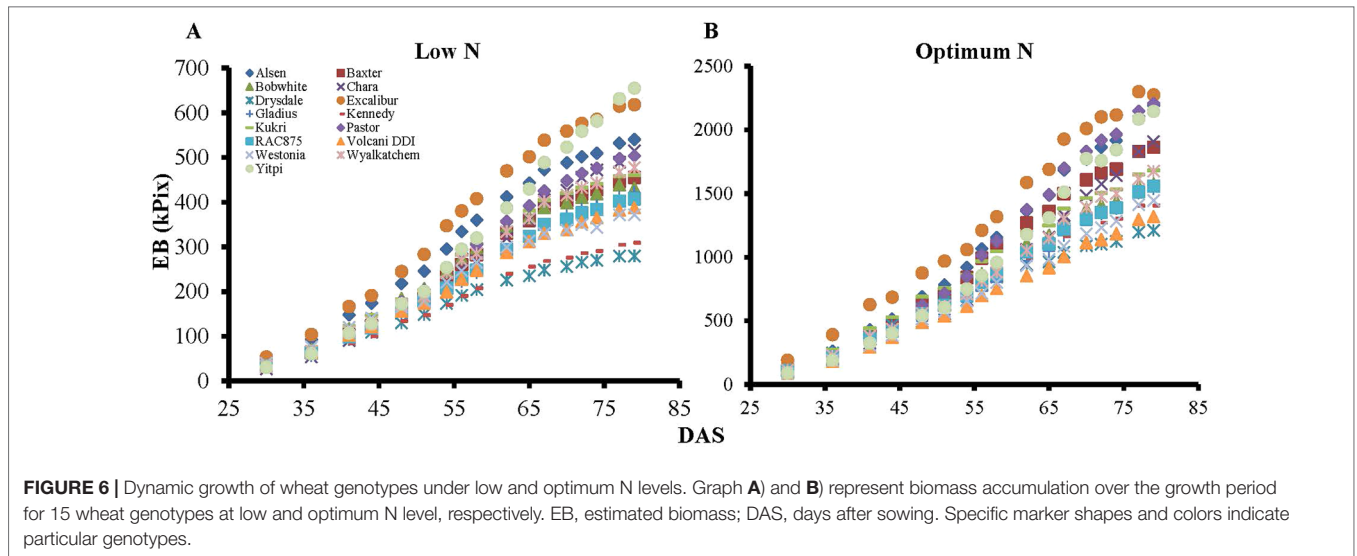 A
Low N
700
600
500
400
300
200
100
0
EB (kPix)
Alsen
Baxter
Bobwhite
Chara
Drysdale
Excalibur
Gladius
Kennedy
Kukri
Pastor
RAC875
Volcani DDI
Westonia
Wyalkatchem
Yitpi
25 35 45 55 65 75 85
B
Optimum N
2500
2000
1500
1000
500
0
25 35 45 55 65 75 85
DAS
FIGURE 6 | Dynamic growth of wheat genotypes under low and optimum N levels. Graph A) and B) represent biomass accumulation over the growth period
for 15 wheat genotypes at low and optimum N level, respectively. EB, estimated biomass; DAS, days after sowing. Specific marker shapes and colors indicate
particular genotypes.